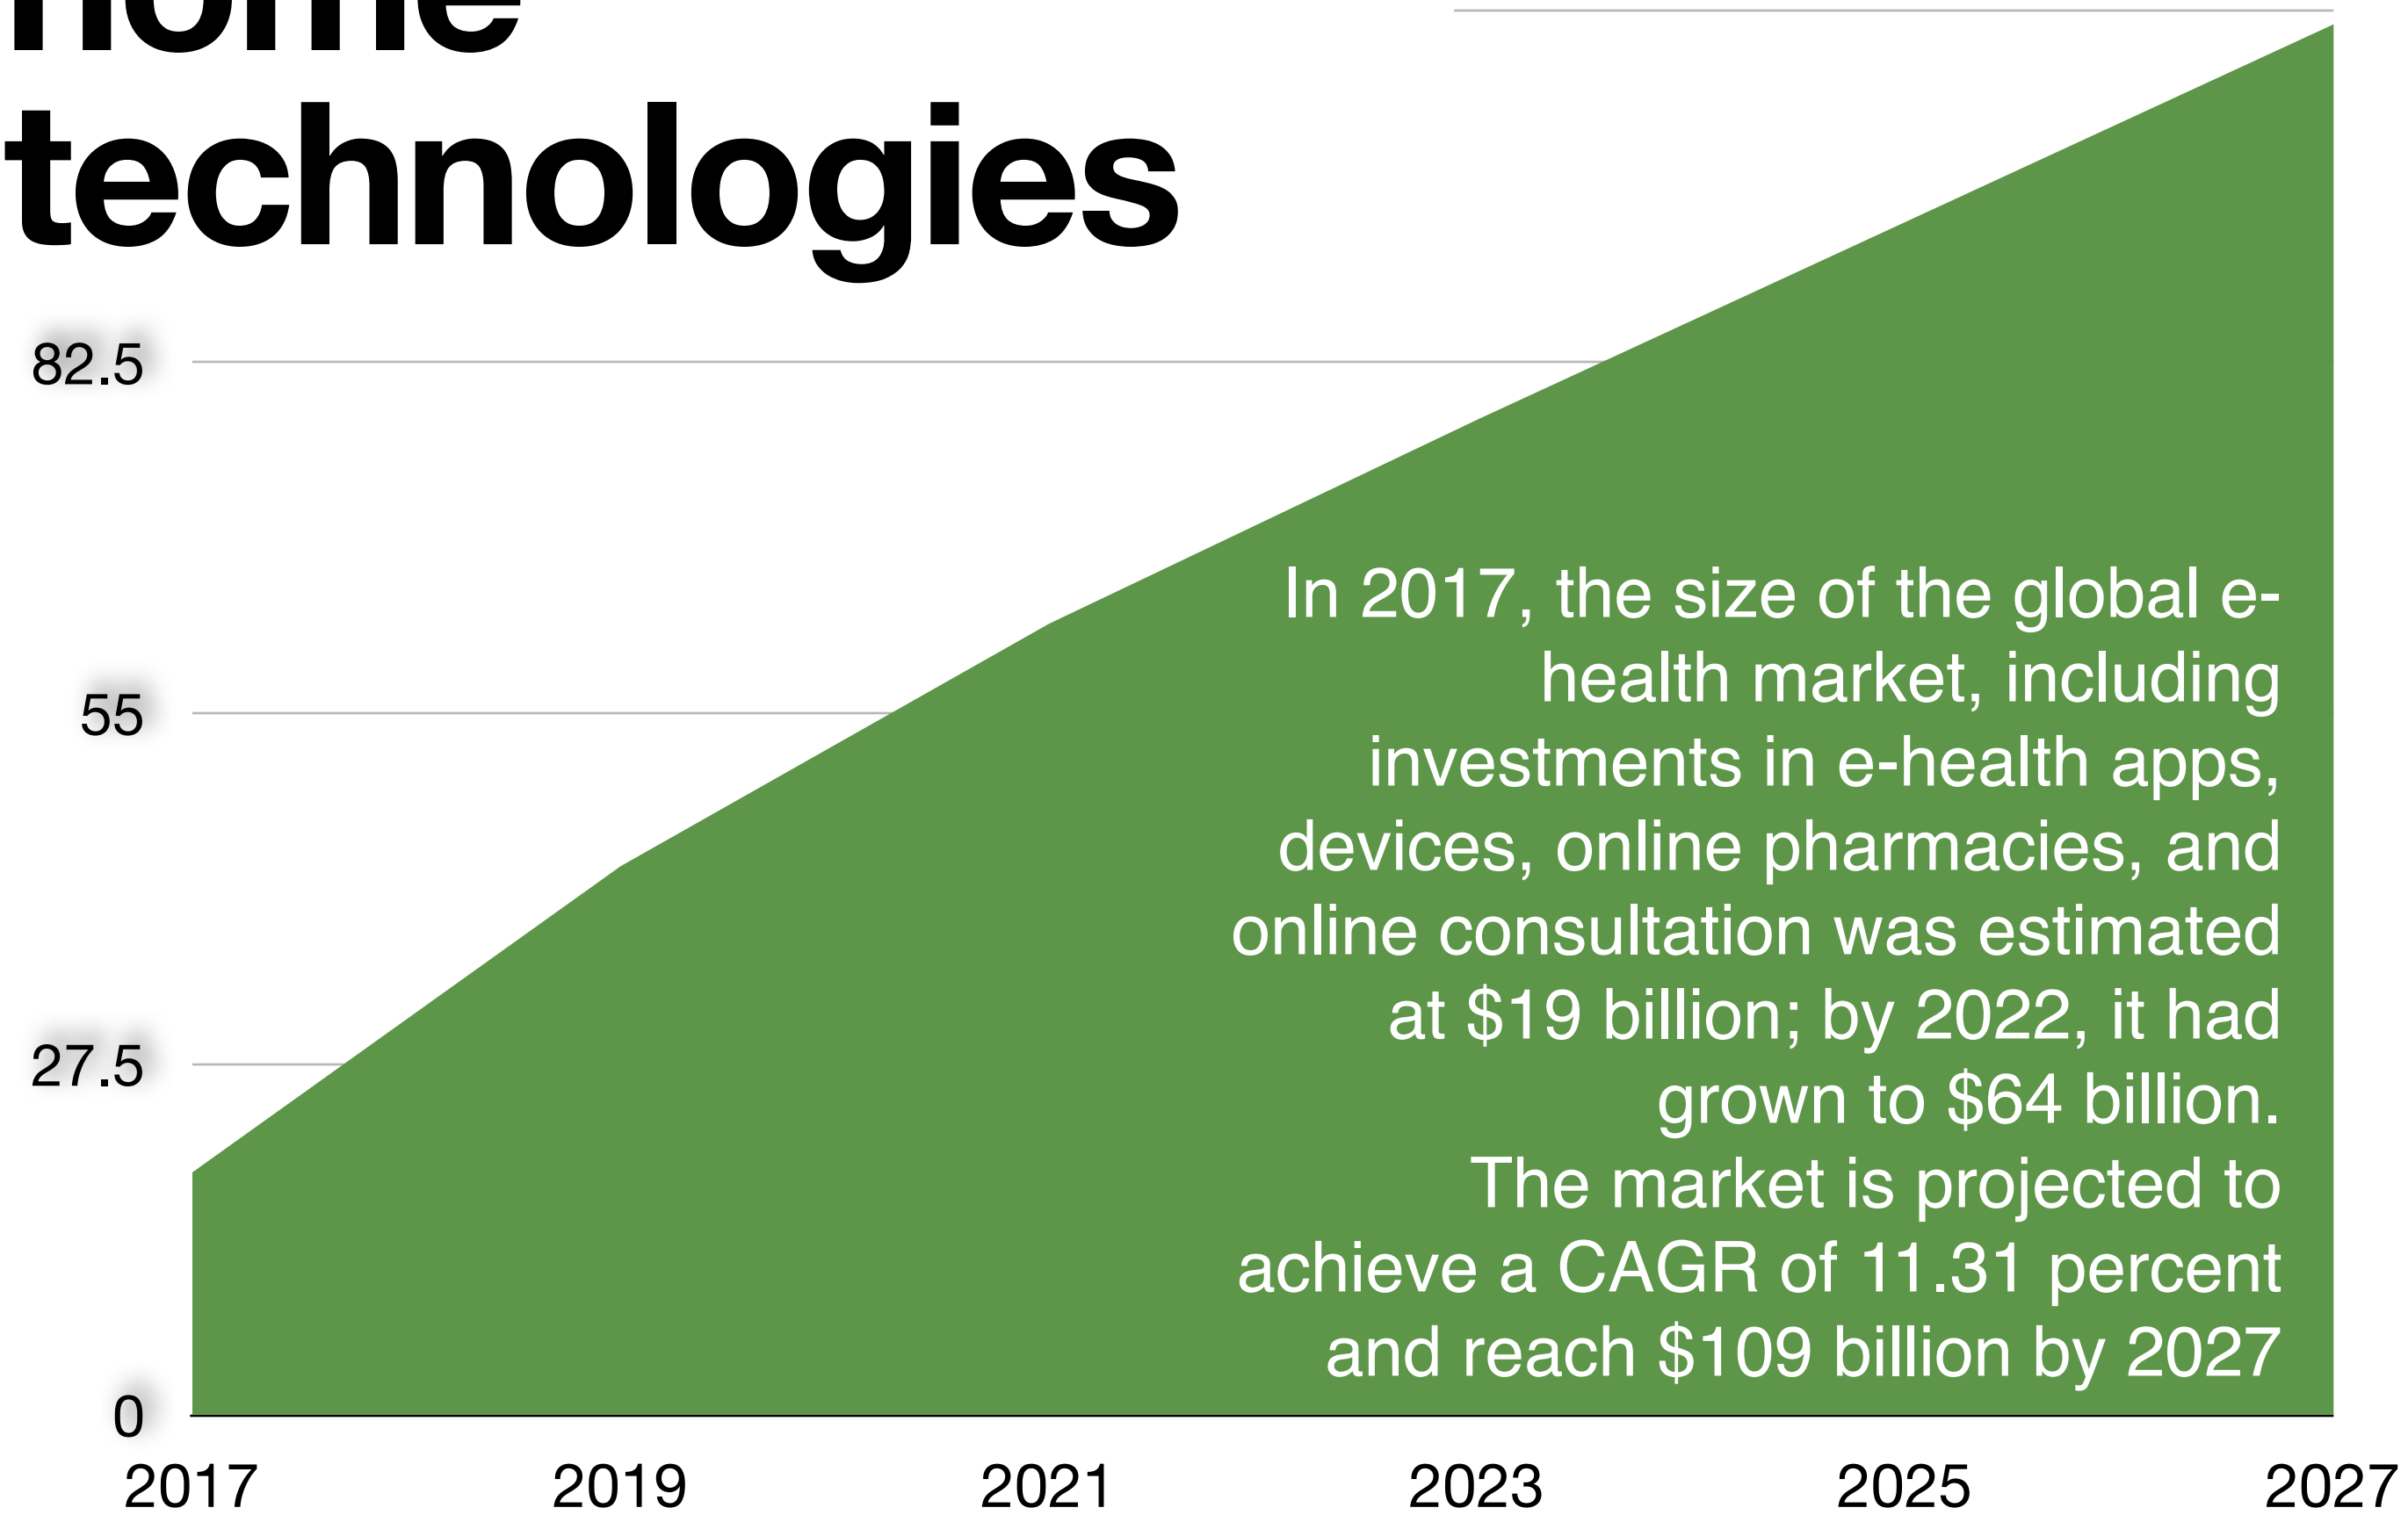 home
technologies
82.5
55
27.5
0
In 2017, the size of the global e-
health market, including
investments in e-health apps,
devices, online pharmacies, and
online consultation was estimated
at $19 billion; by 2022, it had
grown to $64 billion.
The market is projected to
achieve a CAGR of 11.31 percent
and reach $109 billion by 2027
2017 2019 2021 2023 2025 2027